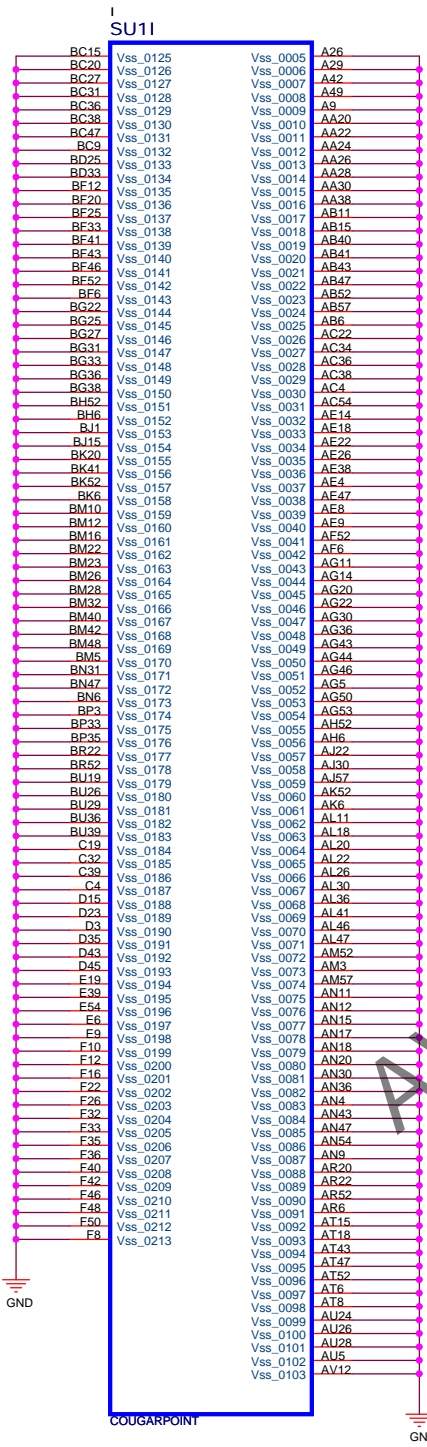 I
SU1I
BC15 Vss_0125 Vss_0005 A26
BC20 Vss_0126 Vss_0006 A29
BC27 Vss_0127 Vss_0007 A42
BC31 Vss_0128 Vss_0008 A49
BC36 Vss_0129 Vss_0009 A9
BC38 Vss_0130 Vss_0010 AA20
BC47 Vss_0131 Vss_0011 AA22
BC9 Vss_0132 Vss_0012 AA24
BD25 Vss_0133 Vss_0013 AA26
BD33 Vss_0134 Vss_0014 AA28
BF12 Vss_0135 Vss_0015 AA30
BF20 Vss_0136 Vss_0016 AA38
BF25 Vss_0137 Vss_0017 AB11
BF33 Vss_0138 Vss_0018 AB15
BF41 Vss_0139 Vss_0019 AB40
BF43 Vss_0140 Vss_0020 AB41
BF46 Vss_0141 Vss_0021 AB43
BF52 Vss_0142 Vss_0022 AB47
BF6 Vss_0143 Vss_0023 AB52
BG22 Vss_0144 Vss_0024 AB57
BG25 Vss_0145 Vss_0025 AB6
BG27 Vss_0146 Vss_0026 AC22
BG31 Vss_0147 Vss_0027 AC34
BG33 Vss_0148 Vss_0028 AC36
BG36 Vss_0149 Vss_0029 AC38
BG38 Vss_0150 Vss_0030 AC4
BH52 Vss_0151 Vss_0031 AC54
BH6 Vss_0152 Vss_0032 AE14
BJ1 Vss_0153 Vss_0033 AE18
BJ15 Vss_0154 Vss_0034 AE22
BK20 Vss_0155 Vss_0035 AE26
BK41 Vss_0156 Vss_0036 AE38
BK52 Vss_0157 Vss_0037 AE4
BK6 Vss_0158 Vss_0038 AE47
BM10 Vss_0159 Vss_0039 AE8
BM12 Vss_0160 Vss_0040 AE9
BM16 Vss_0161 Vss_0041 AF52
BM22 Vss_0162 Vss_0042 AF6
BM23 Vss_0163 Vss_0043 AG11
BM26 Vss_0164 Vss_0044 AG14
BM28 Vss_0165 Vss_0045 AG20
BM32 Vss_0166 Vss_0046 AG22
BM40 Vss_0167 Vss_0047 AG30
BM42 Vss_0168 Vss_0048 AG36
BM48 Vss_0169 Vss_0049 AG43
BM5 Vss_0170 Vss_0050 AG44
BN31 Vss_0171 Vss_0051 AG46
BN47 Vss_0172 Vss_0052 AG5
BN6 Vss_0173 Vss_0053 AG50
BP3 Vss_0174 Vss_0054 AG53
BP33 Vss_0175 Vss_0055 AH52
BP35 Vss_0176 Vss_0056 AH6
BR22 Vss_0177 Vss_0057 AJ22
BR52 Vss_0178 Vss_0058 AJ30
BU19 Vss_0179 Vss_0059 AJ57
BU26 Vss_0180 Vss_0060 AK52
BU29 Vss_0181 Vss_0061 AK6
BU36 Vss_0182 Vss_0062 AL11
BU39 Vss_0183 Vss_0063 AL18
C19 Vss_0184 Vss_0064 AL20
C32 Vss_0185 Vss_0065 AL22
C39 Vss_0186 Vss_0066 AL26
C4 Vss_0187 Vss_0067 AL30
D15 Vss_0188 Vss_0068 AL36
D23 Vss_0189 Vss_0069 AL41
D3 Vss_0190 Vss_0070 AL46
D35 Vss_0191 Vss_0071 AL47
D43 Vss_0192 Vss_0072 AM52
D45 Vss_0193 Vss_0073 AM3
E19 Vss_0194 Vss_0074 AM57
E39 Vss_0195 Vss_0075 AN11
E54 Vss_0196 Vss_0076 AN12
E6 Vss_0197 Vss_0077 AN15
E9 Vss_0198 Vss_0078 AN17
F10 Vss_0199 Vss_0079 AN18
F12 Vss_0200 Vss_0080 AN20
F16 Vss_0201 Vss_0081 AN30
F22 Vss_0202 Vss_0082 AN36
F26 Vss_0203 Vss_0083 AN4
F32 Vss_0204 Vss_0084 AN43
F33 Vss_0205 Vss_0085 AN47
F35 Vss_0206 Vss_0086 AN54
F36 Vss_0207 Vss_0087 AN9
F40 Vss_0208 Vss_0088 AR20
F42 Vss_0209 Vss_0089 AR22
F46 Vss_0210 Vss_0090 AR52
F48 Vss_0211 Vss_0091 AR6
F50 Vss_0212 Vss_0092 AT15
F8 Vss_0213 Vss_0093 AT18
Vss_0094 AT43
Vss_0095 AT47
Vss_0096 AT52
Vss_0097 AT6
Vss_0098 AT8
Vss_0099 AU24
Vss_0100 AU26
Vss_0101 AU28
Vss_0102 AU5
Vss_0103 AV12
GND
COUGARPOINT